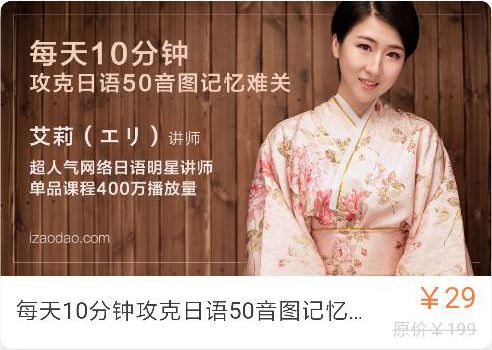 每天10分钟
攻克日语50音图记忆难关
艾莉（エリ）讲师
超人气网络日语明星讲师
单品课程400万播放量
izaodao.com
每天10分钟攻克日语50音图记忆...
￥29
原价￥199